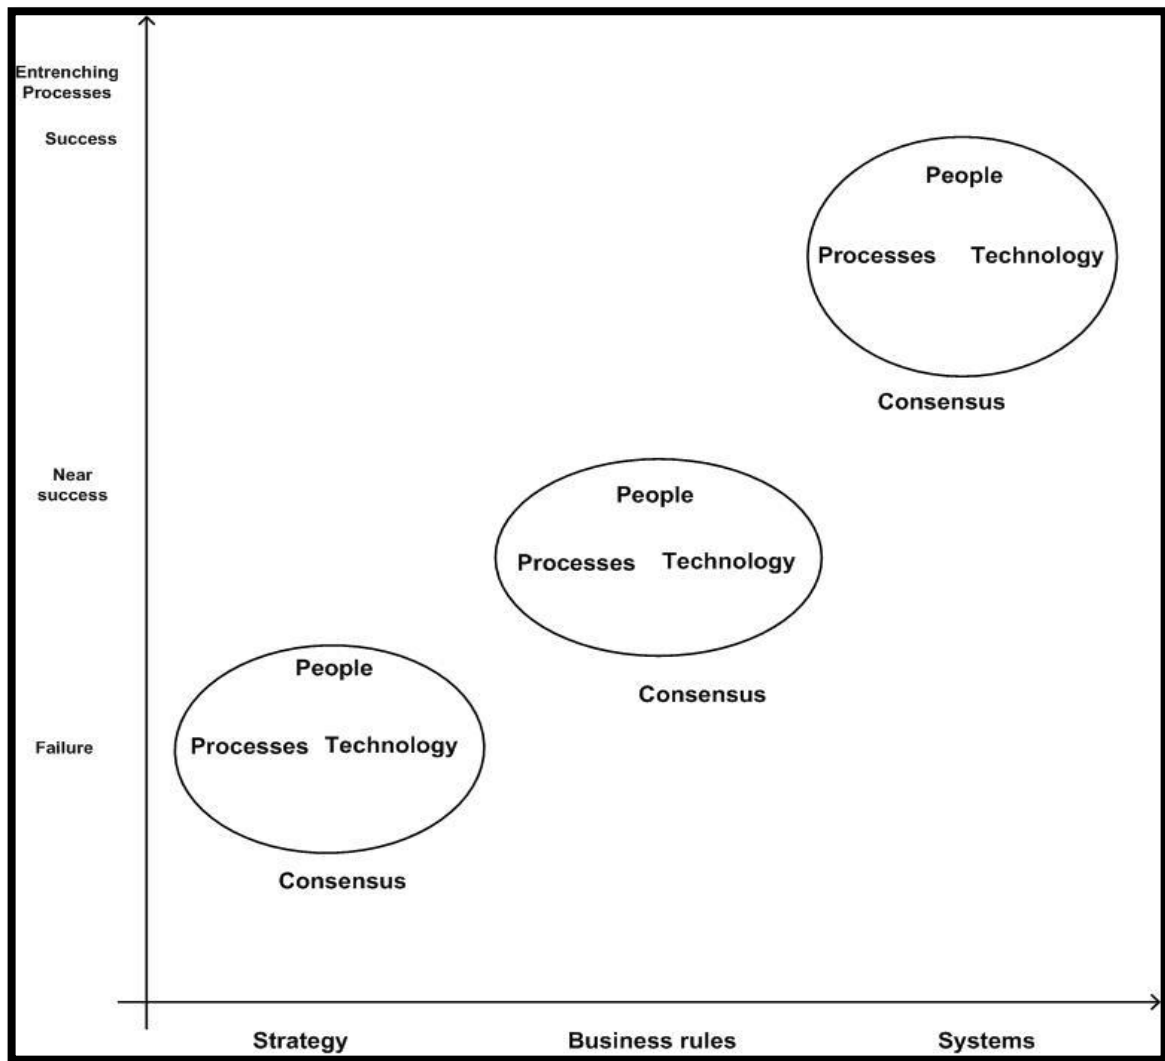 Entrenching
Processes
Success
People
Processes Technology
Consensus
Near
success
People
Processes Technology
Consensus
Failure
People
Processes Technology
Consensus
Strategy Business rules Systems